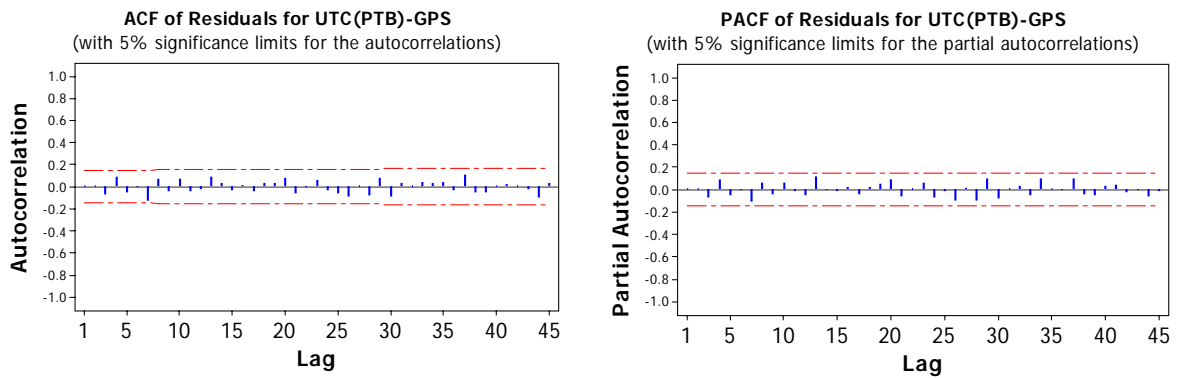 ACF of Residuals for UTC(PTB)-GPS
(with 5% significance limits for the autocorrelations)
1.0
0.8
0.6
0.4
0.2
0.0
-0.2
-0.4
-0.6
-0.8
-1.0
Autocorrelation
1 5 10 15 20 25 30 35 40 45
Lag
PACF of Residuals for UTC(PTB)-GPS
(with 5% significance limits for the partial autocorrelations)
1.0
0.8
0.6
0.4
0.2
0.0
-0.2
-0.4
-0.6
-0.8
-1.0
Partial Autocorrelation
1 5 10 15 20 25 30 35 40 45
Lag